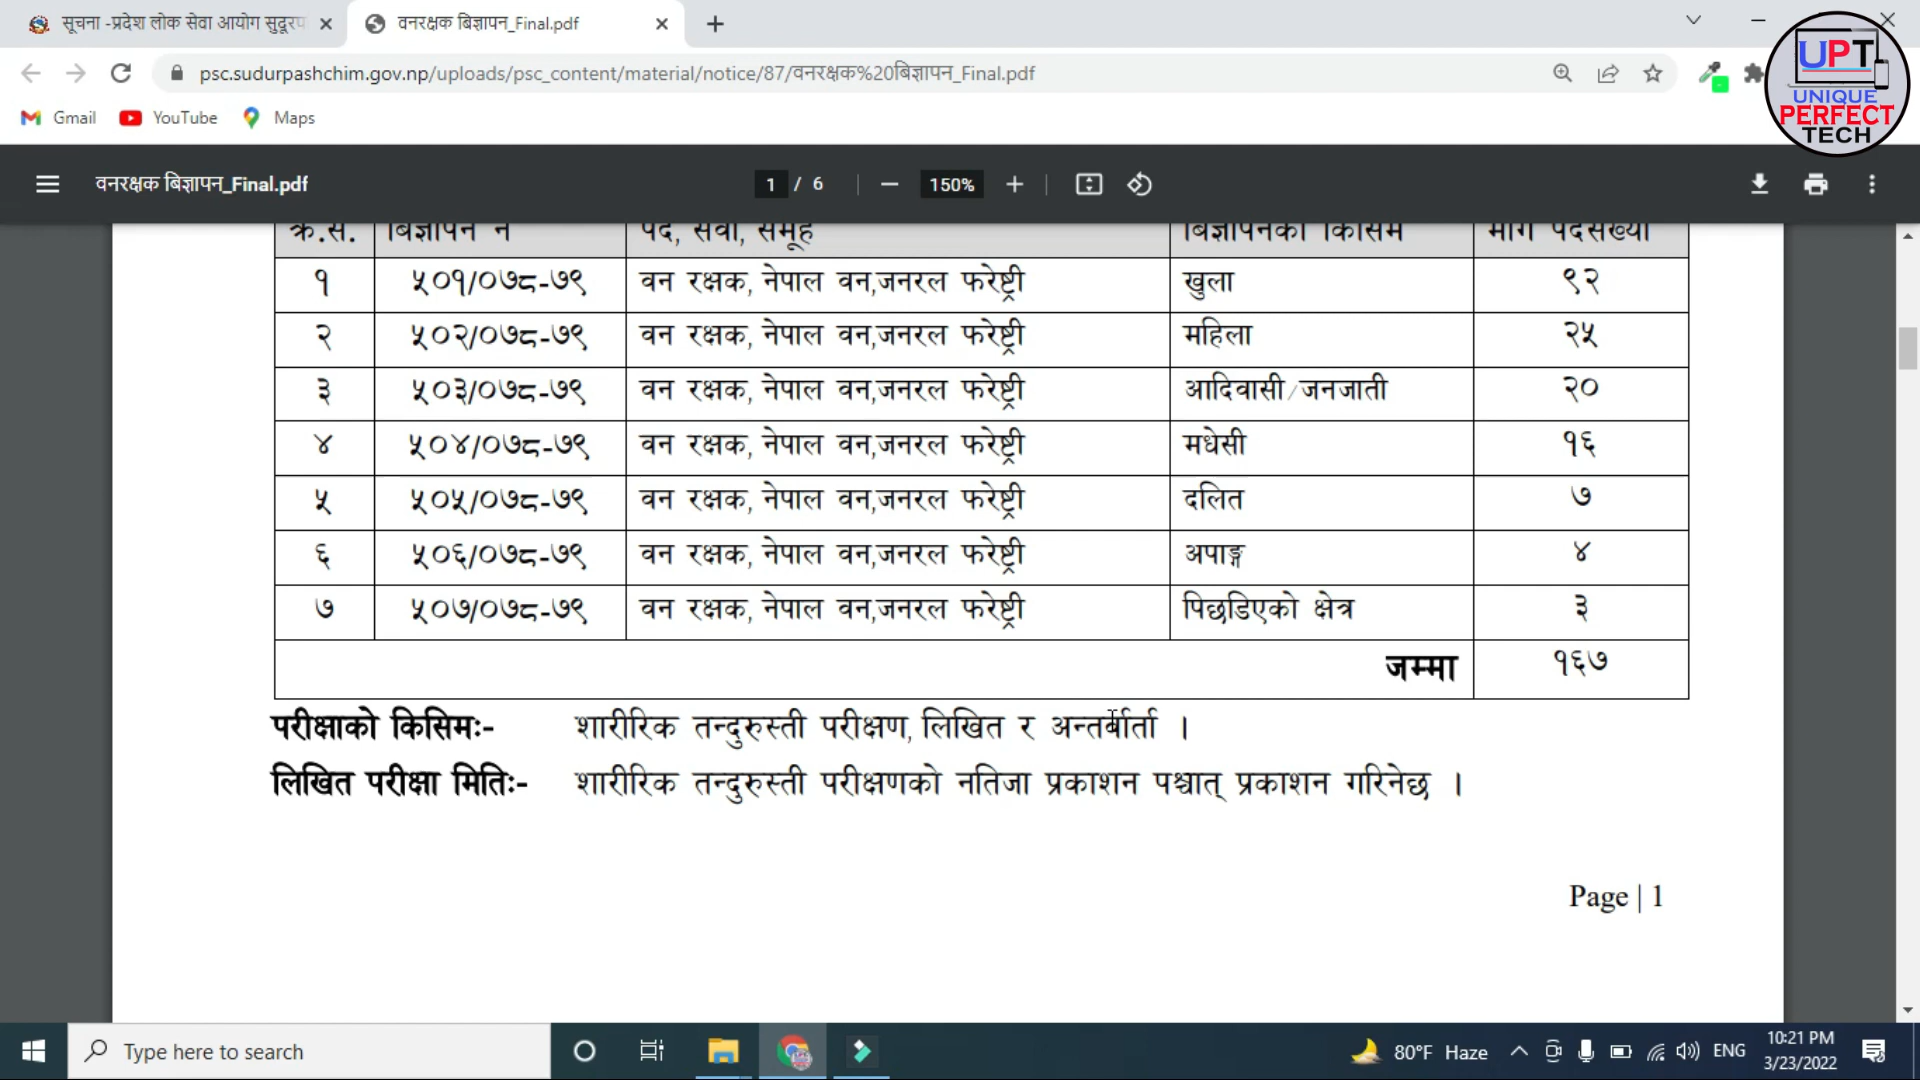 सूचना -प्रदेश लोक सेवा आयोग सुदूरप
वनरक्षक बिज्ञापन_Final.pdf
psc.sudurpashchim.gov.np/uploads/psc_content/material/notice/87/वनरक्षक%20बिज्ञापन_Final.pdf
UPT
UNIQUE
PERFECT
TECH
Gmail YouTube Maps
वनरक्षक बिज्ञापन_Final.pdf 1 / 6 150%
क्र.स. बिज्ञापन न पद, सेवा, समूह बिज्ञापनको किसिम माग पदसंख्या
१ ५०१/०७८-७९ वन रक्षक, नेपाल वन,जनरल फरेष्ट्री खुला ९२
२ ५०२/०७८-७९ वन रक्षक, नेपाल वन,जनरल फरेष्ट्री महिला २५
३ ५०३/०७८-७९ वन रक्षक, नेपाल वन,जनरल फरेष्ट्री आदिवासी/जनजाती २०
४ ५०४/०७८-७९ वन रक्षक, नेपाल वन,जनरल फरेष्ट्री मधेसी १६
५ ५०५/०७८-७९ वन रक्षक, नेपाल वन,जनरल फरेष्ट्री दलित ७
६ ५०६/०७८-७९ वन रक्षक, नेपाल वन,जनरल फरेष्ट्री अपाङ्ग ४
७ ५०७/०७८-७९ वन रक्षक, नेपाल वन,जनरल फरेष्ट्री पिछडिएको क्षेत्र ३
जम्मा १६७
परीक्षाको किसिमः- शारीरिक तन्दुरुस्ती परीक्षण, लिखित र अन्तर्बार्ता ।
लिखित परीक्षा मितिः- शारीरिक तन्दुरुस्ती परीक्षणको नतिजा प्रकाशन पश्चात् प्रकाशन गरिनेछ ।
Page | 1
Type here to search
80°F Haze
ENG
10:21 PM
3/23/2022